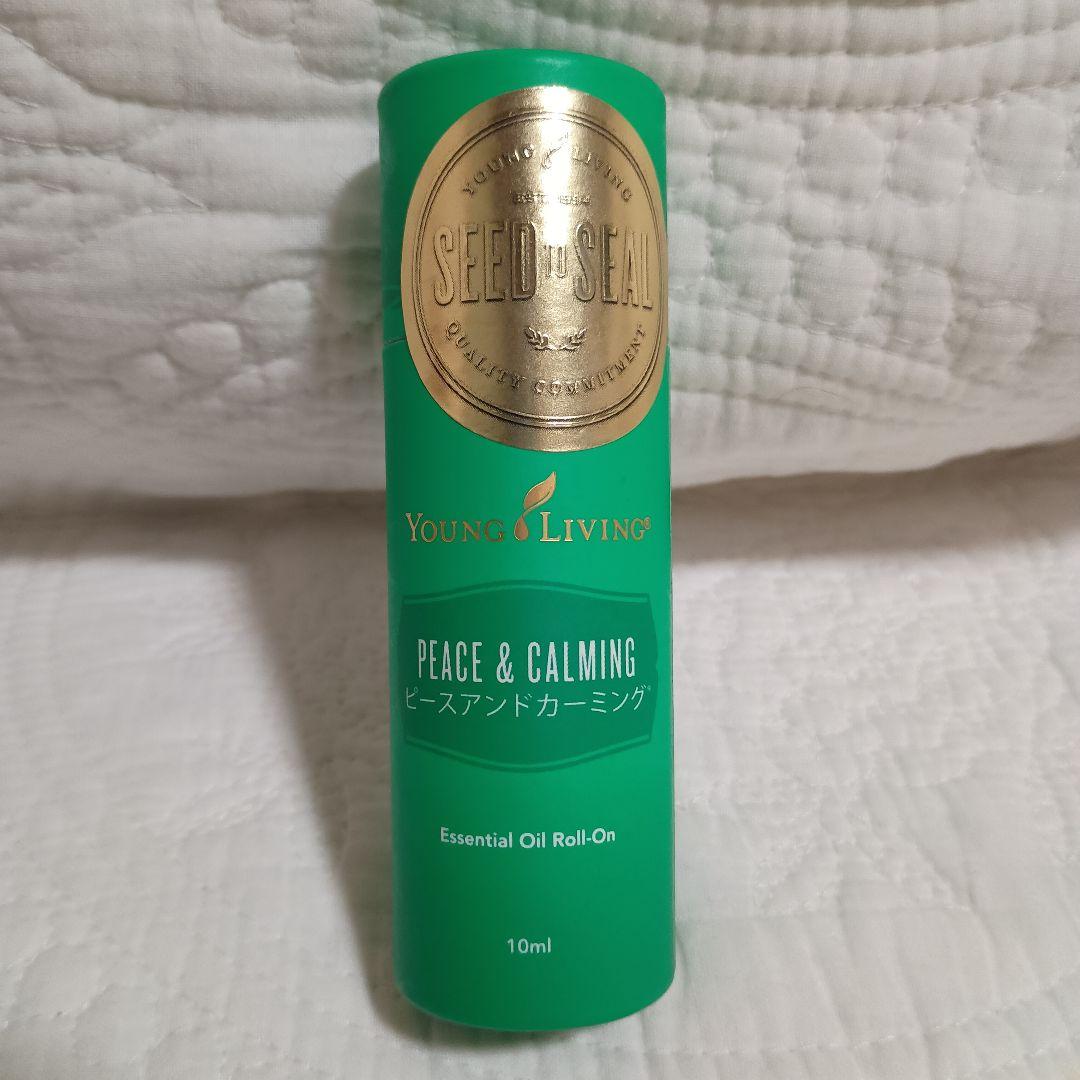 YOUNG LIVING
EST. 1994
SEED TO SEAL
QUALITY COMMITMENT
YOUNG LIVING®
PEACE & CALMING
ピースアンドカーミング®
Essential Oil Roll-On
10ml